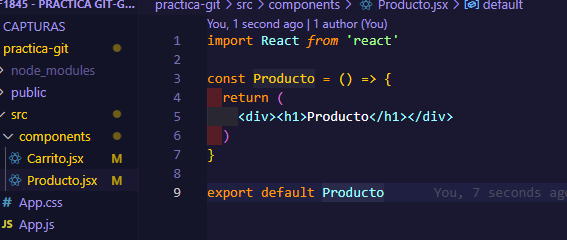 F1845 - PRACTICA GIT-G...
CAPTURAS
practica-git
node_modules
public
src
components
Carrito.jsx M
Producto.jsx M
App.css
App.js
practica-git > src > components > Producto.jsx > default
You, 1 second ago | 1 author (You)
1 import React from 'react'
2
3 const Producto = () => {
4 return (
5 <div><h1>Producto</h1></div>
6 )
7 }
8
9 export default Producto You, 7 seconds ago